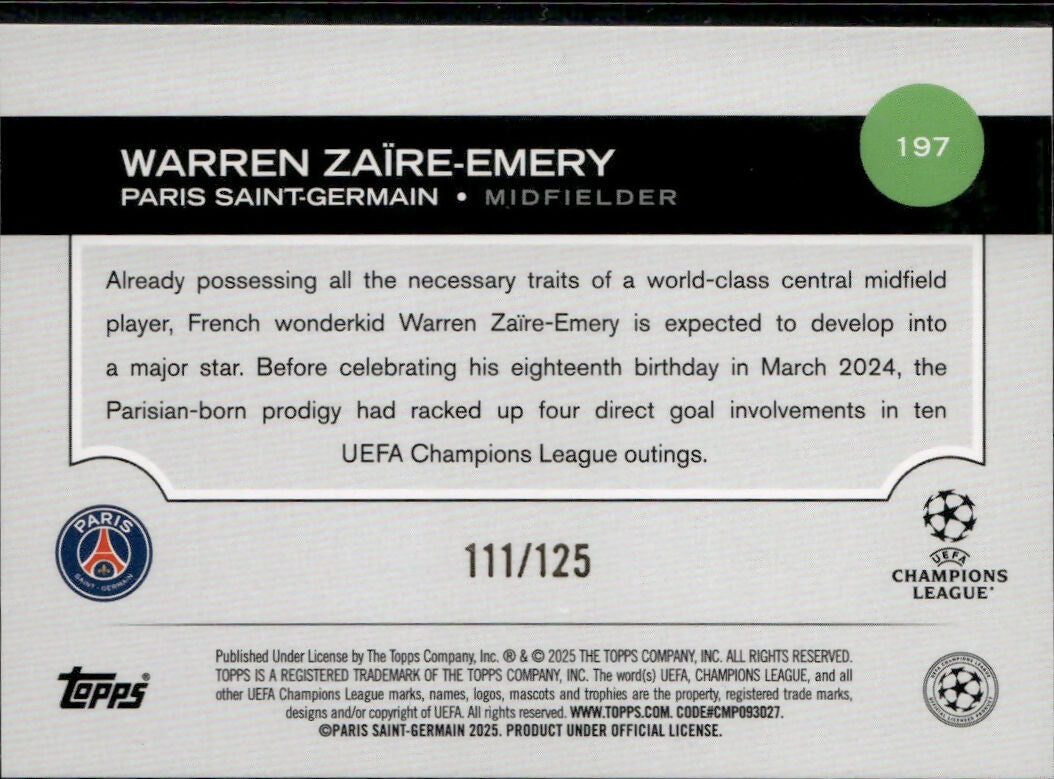 WARREN ZAÏRE-EMERY
PARIS SAINT-GERMAIN • MIDFIELDER
197
Already possessing all the necessary traits of a world-class central midfield
player, French wonderkid Warren Zaïre-Emery is expected to develop into
a major star. Before celebrating his eighteenth birthday in March 2024, the
Parisian-born prodigy had racked up four direct goal involvements in ten
UEFA Champions League outings.
PARIS
SAINT-GERMAIN
111/125
UEFA
CHAMPIONS
LEAGUE®
topps®
Published Under License by The Topps Company, Inc. ® & © 2025 THE TOPPS COMPANY, INC. ALL RIGHTS RESERVED.
TOPPS IS A REGISTERED TRADEMARK OF THE TOPPS COMPANY, INC. The word(s) UEFA, CHAMPIONS LEAGUE, and all
other UEFA Champions League marks, names, logos, mascots and trophies are the property, registered trade marks,
designs and/or copyright of UEFA. All rights reserved. WWW.TOPPS.COM. CODE#CMP093027.
©PARIS SAINT-GERMAIN 2025. PRODUCT UNDER OFFICIAL LICENSE.
UEFA CHAMPIONS LEAGUE
OFFICIAL LICENSED PRODUCT